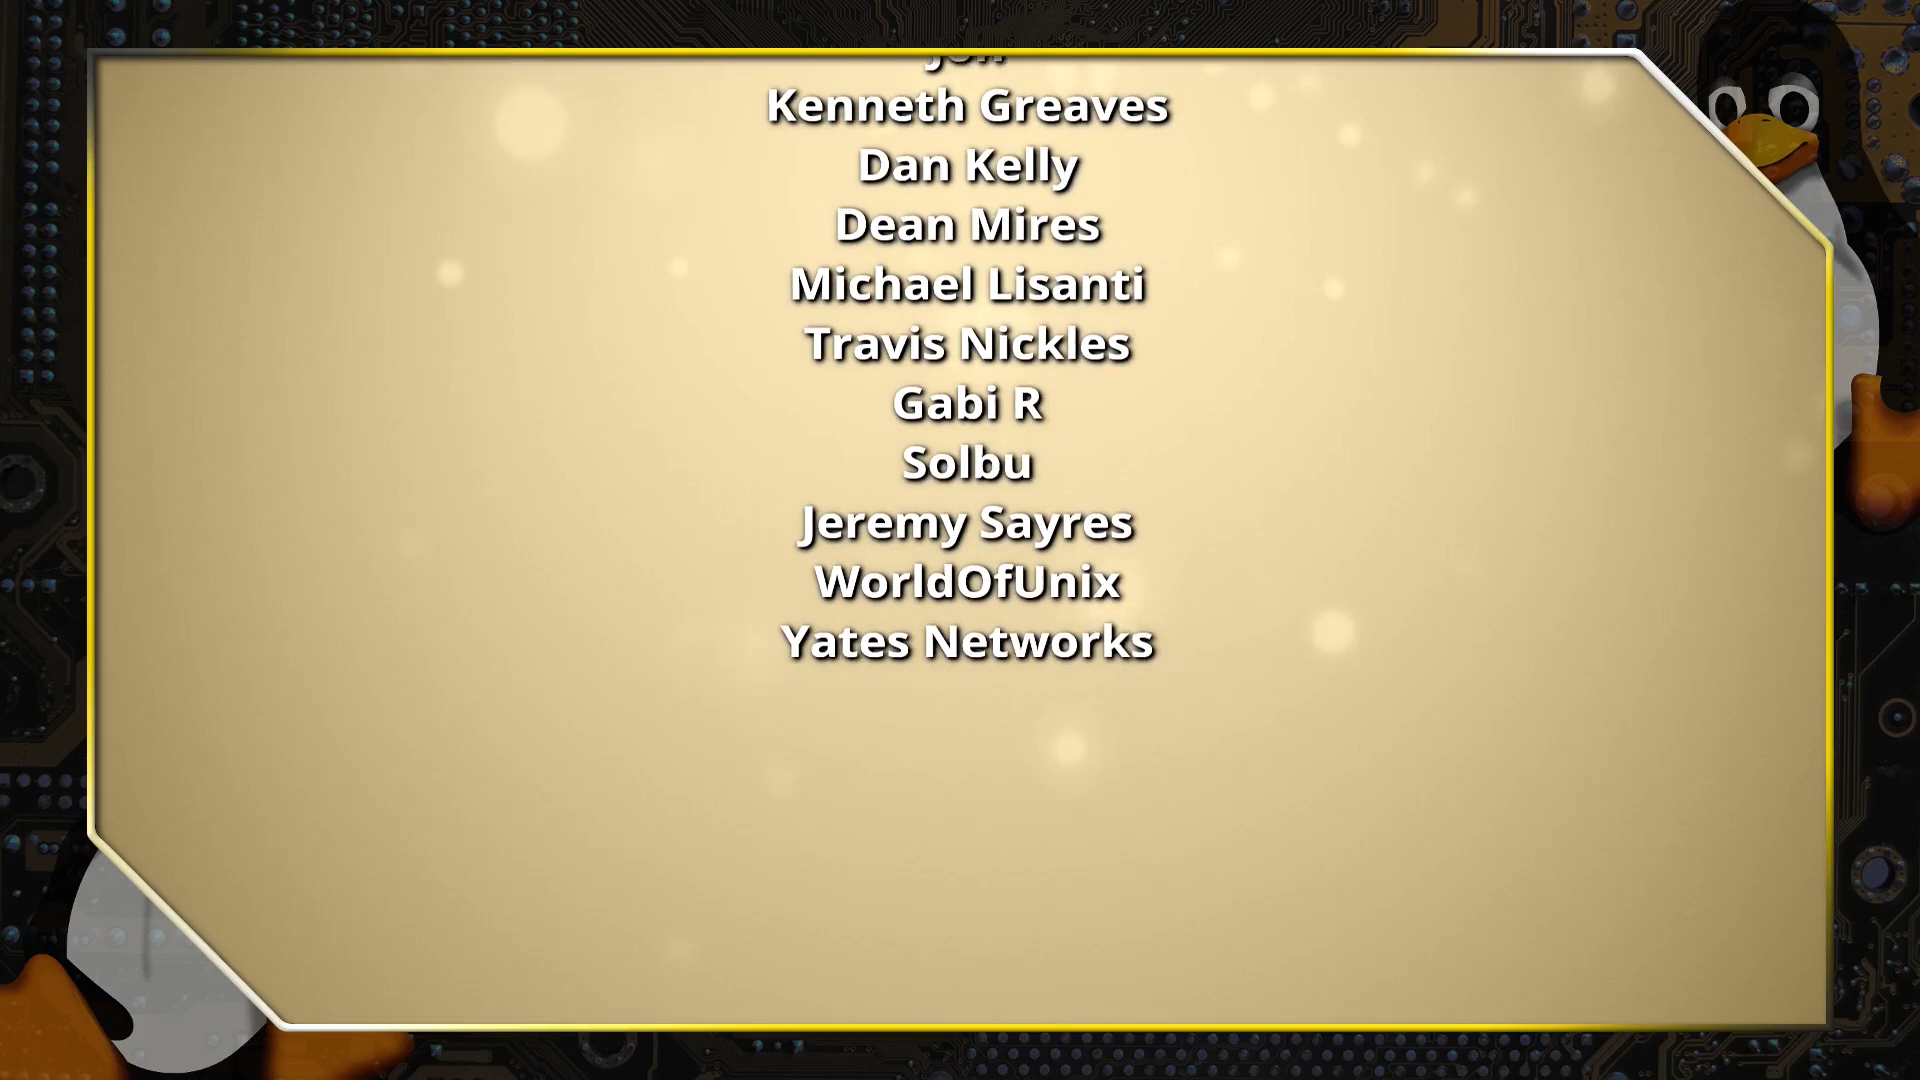 Kenneth Greaves
Dan Kelly
Dean Mires
Michael Lisanti
Travis Nickles
Gabi R
Solbu
Jeremy Sayres
WorldOfUnix
Yates Networks